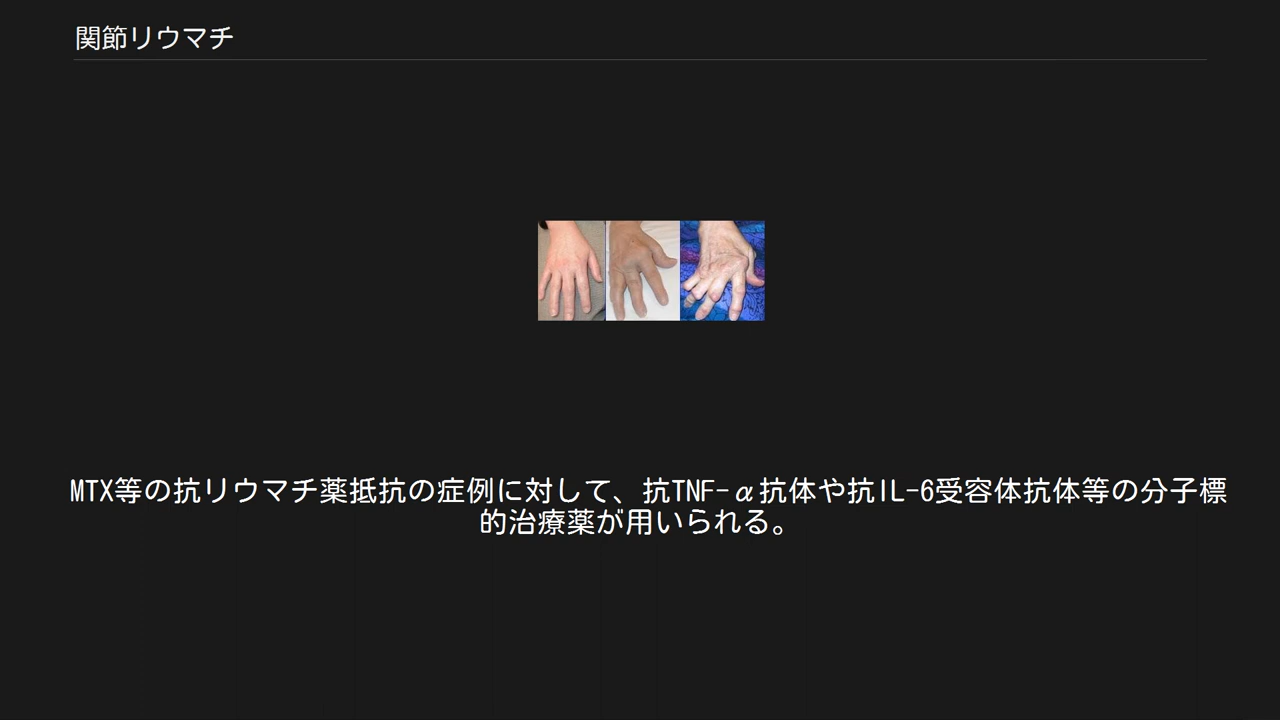 関節リウマチ
MTX等の抗リウマチ薬抵抗の症例に対して、抗TNF-α抗体や抗IL-6受容体抗体等の分子標
的治療薬が用いられる。